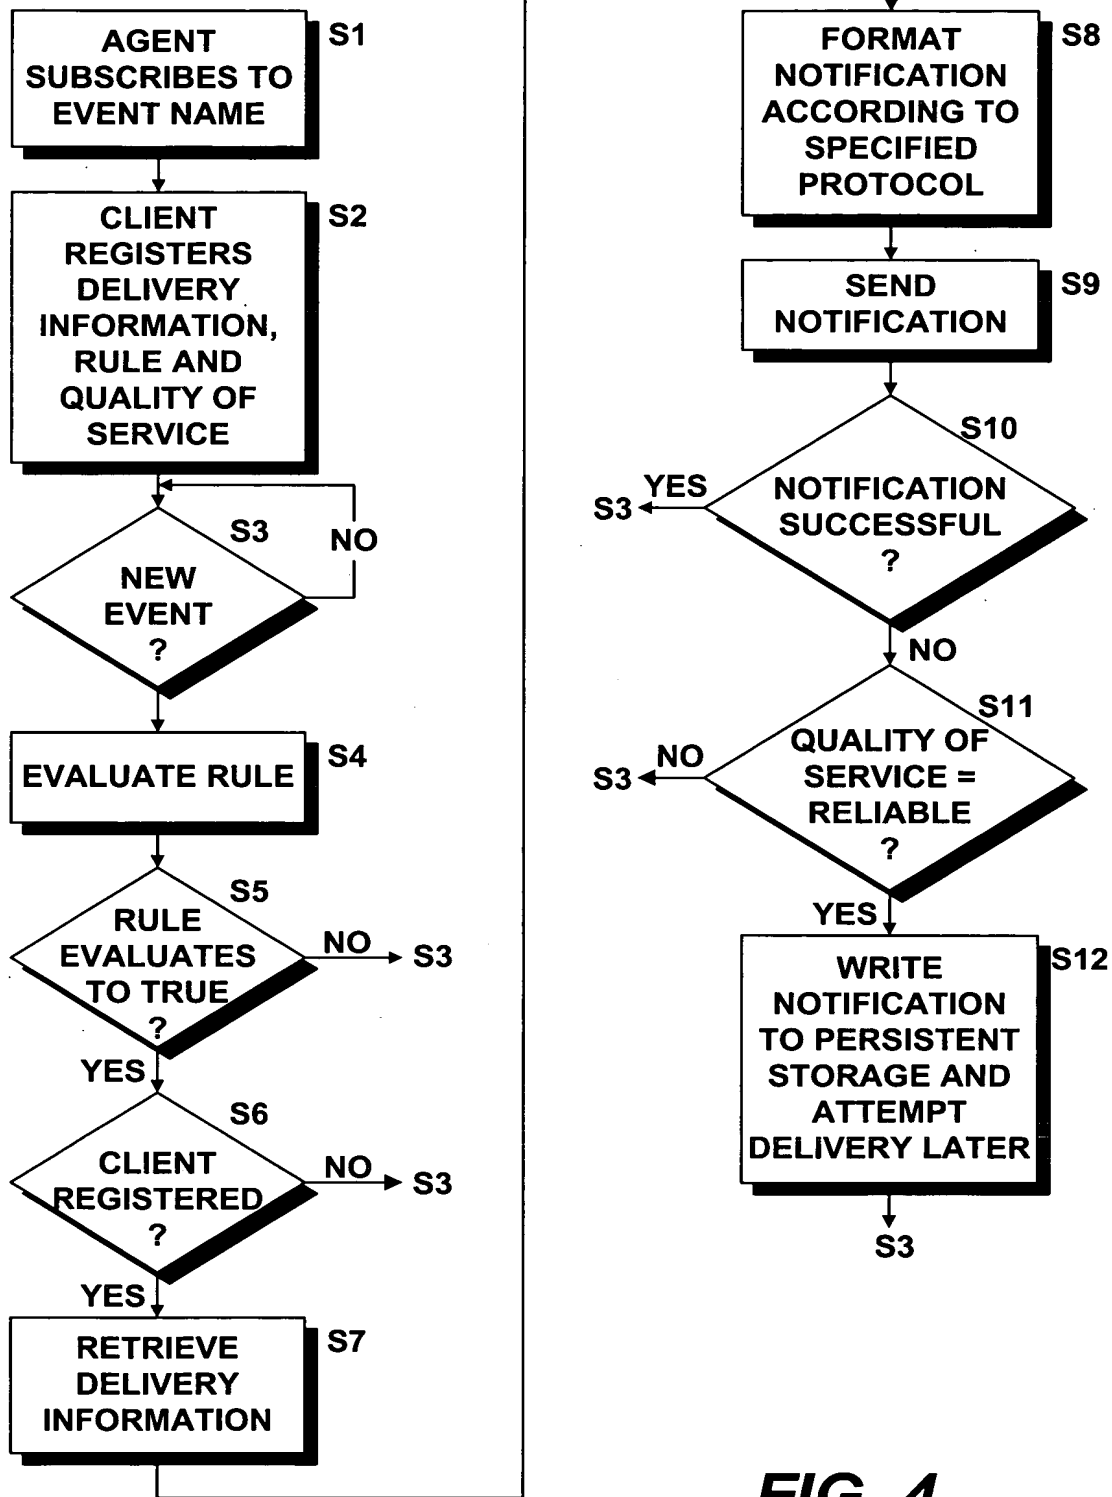 AGENT
SUBSCRIBES TO
EVENT NAME
S1
CLIENT
REGISTERS
DELIVERY
INFORMATION,
RULE AND
QUALITY OF
SERVICE
S2
S3
NO
NEW
EVENT
?
EVALUATE RULE
S4
S5
RULE
EVALUATES
TO TRUE
?
NO
S3
YES
S6
CLIENT
REGISTERED
?
NO
S3
YES
RETRIEVE
DELIVERY
INFORMATION
S7
FORMAT
NOTIFICATION
ACCORDING TO
SPECIFIED
PROTOCOL
S8
SEND
NOTIFICATION
S9
S10
NOTIFICATION
SUCCESSFUL
?
YES
S3
NO
S11
QUALITY OF
SERVICE =
RELIABLE
?
NO
S3
YES
WRITE
NOTIFICATION
TO PERSISTENT
STORAGE AND
ATTEMPT
DELIVERY LATER
S12
S3
FIG. 4